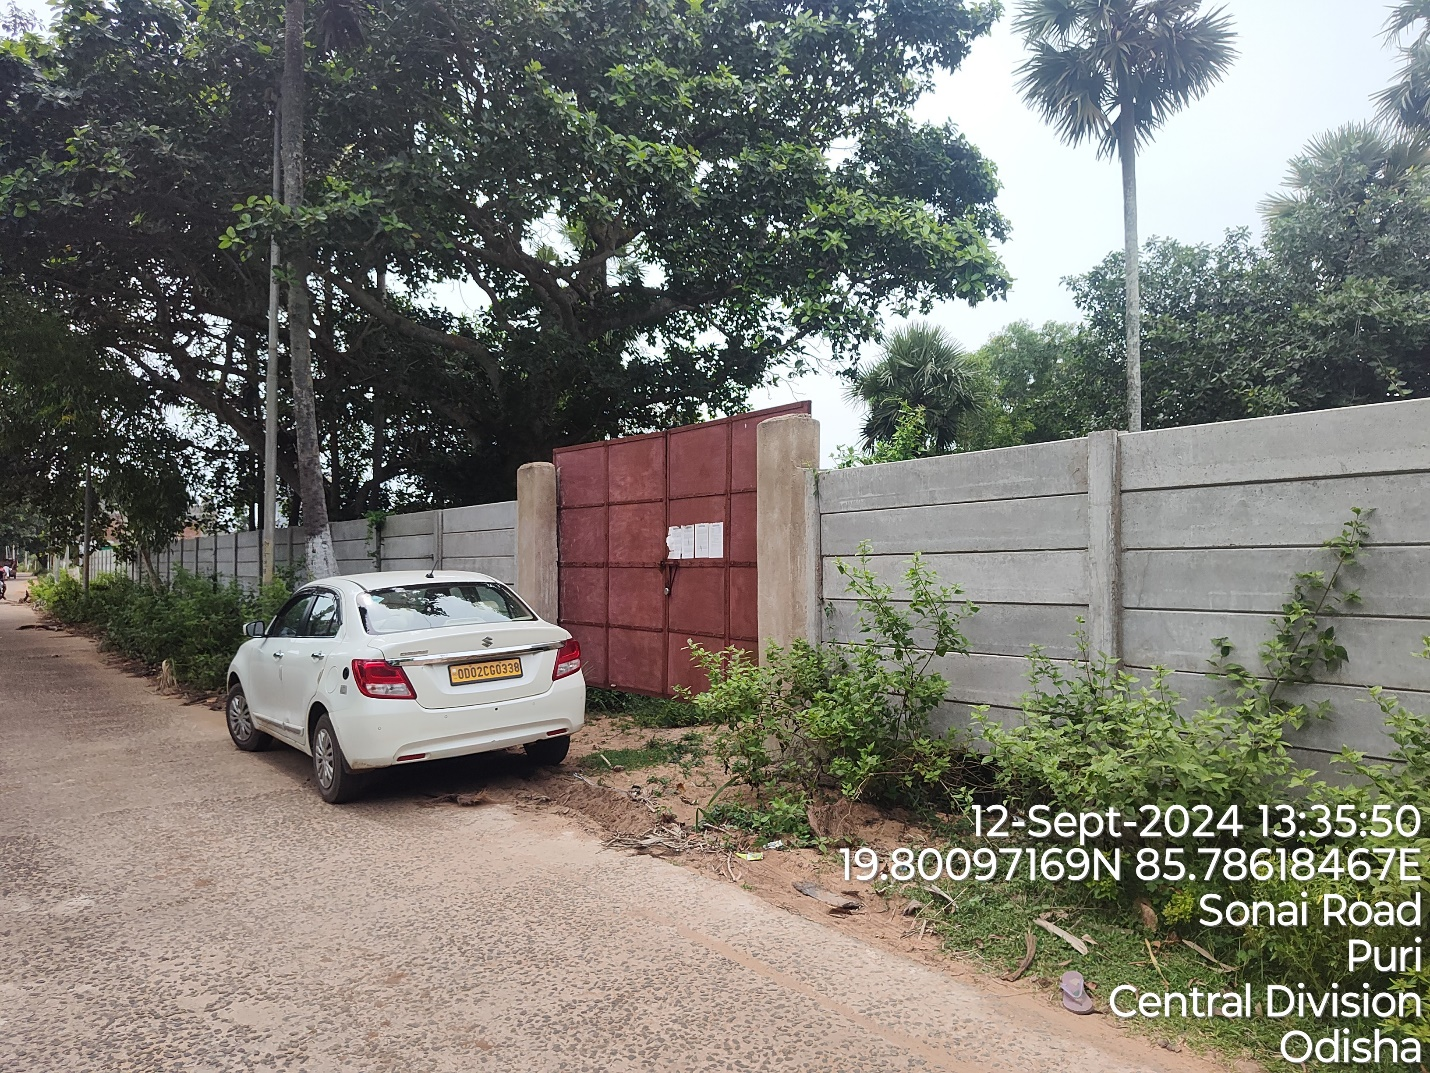 OD02CG0338
12-Sept-2024 13:35:50
19.80097169N 85.78618467E
Sonai Road
Puri
Central Division
Odisha